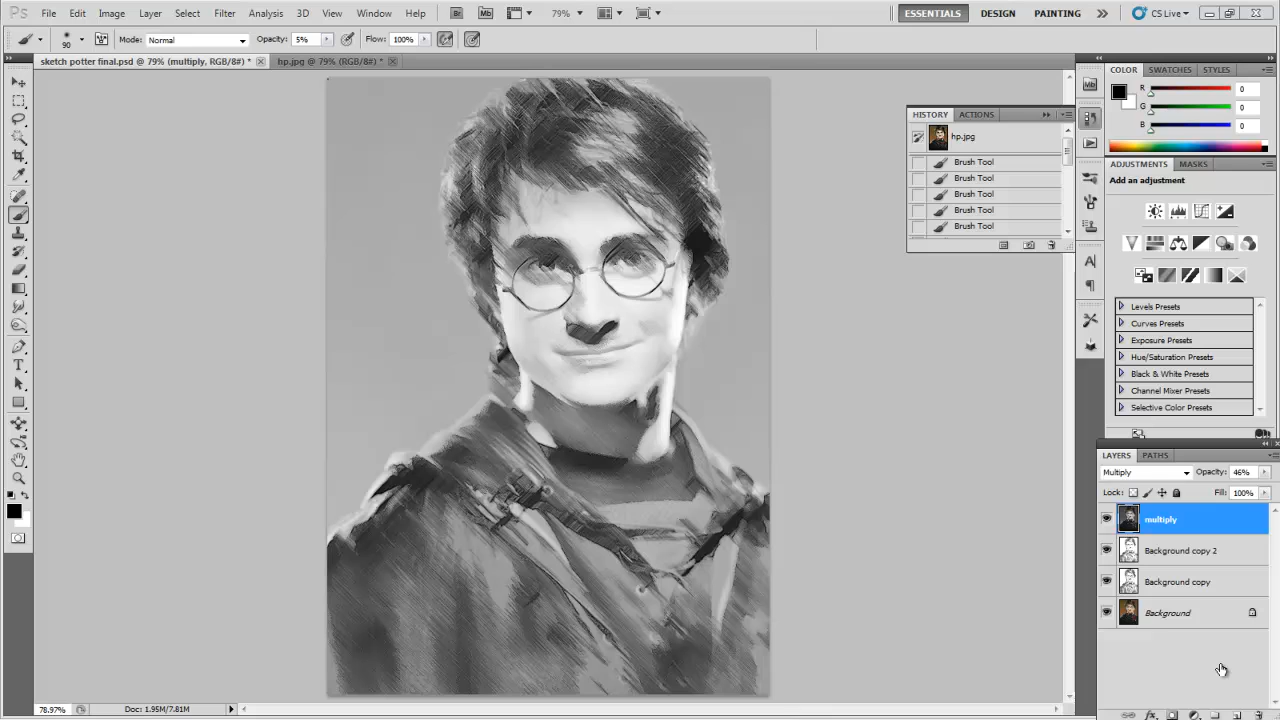 Ps File Edit Image Layer Select Filter Analysis 3D View Window Help Br Mb 79% ESSENTIALS DESIGN PAINTING CS Live
90 Mode: Normal Opacity: 5% Flow: 100%
sketch potter final.psd @ 79% (multiply, RGB/8#) * hp.jpg @ 79% (RGB/8#) *
COLOR SWATCHES STYLES
Mb
R 0
G 0
B 0
HISTORY ACTIONS
hp.jpg
Brush Tool
Brush Tool
Brush Tool
Brush Tool
Brush Tool
ADJUSTMENTS MASKS
Add an adjustment
Levels Presets
Curves Presets
Exposure Presets
Hue/Saturation Presets
Black & White Presets
Channel Mixer Presets
Selective Color Presets
LAYERS PATHS
Multiply Opacity: 46%
Lock: Fill: 100%
multiply
Background copy 2
Background copy
Background
78.97% Doc: 1.95M/7.81M